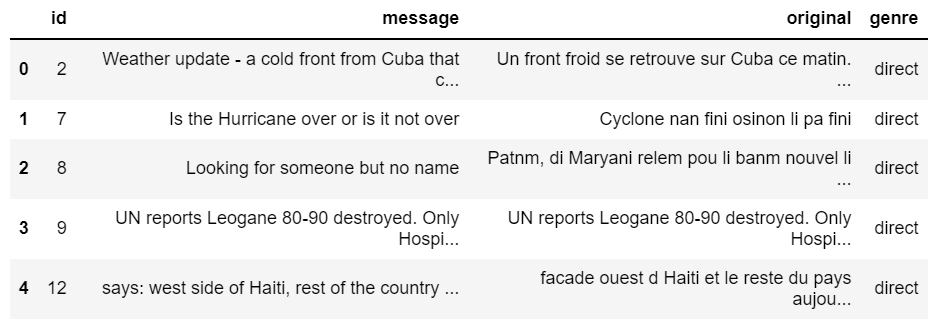 id message original genre
0 2 Weather update - a cold front from Cuba that c... Un front froid se retrouve sur Cuba ce matin. ... direct
1 7 Is the Hurricane over or is it not over Cyclone nan fini osinon li pa fini direct
2 8 Looking for someone but no name Patnm, di Maryani relem pou li banm nouvel li ... direct
3 9 UN reports Leogane 80-90 destroyed. Only Hospi... UN reports Leogane 80-90 destroyed. Only Hospi... direct
4 12 says: west side of Haiti, rest of the country ... facade ouest d Haiti et le reste du pays aujou... direct